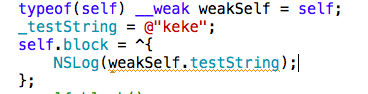 typeof(self) __weak weakSelf = self;
_testString = @"keke";
self.block = ^{
NSLog(weakSelf.testString);
};